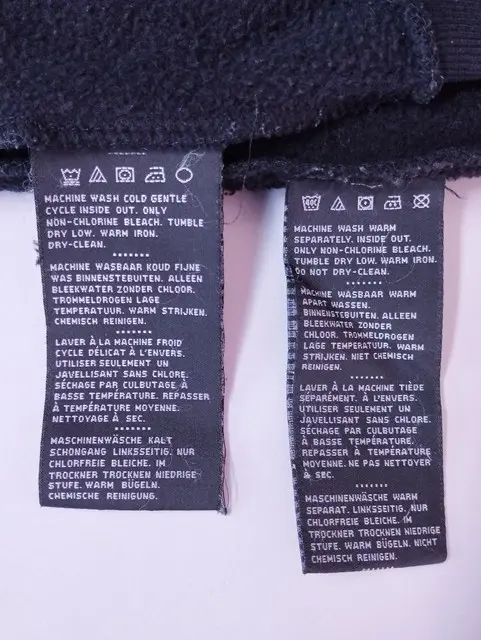 MACHINE WASH COLD GENTLE
CYCLE INSIDE OUT. ONLY
NON-CHLORINE BLEACH. TUMBLE
DRY LOW. WARM IRON.
DRY-CLEAN.
MACHINE WASBAAR KOUD FIJNE
WAS BINNENSTEBUITEN. ALLEEN
BLEEKWATER ZONDER CHLOOR.
TROMMELDROGEN LAGE
TEMPERATUUR. WARM STRIJKEN.
CHEMISCH REINIGEN.
LAVER À LA MACHINE FROID
CYCLE DÉLICAT À L'ENVERS.
UTILISER SEULEMENT UN
JAVELLISANT SANS CHLORE.
SÉCHAGE PAR CULBUTAGE À
BASSE TEMPÉRATURE. REPASSER
À TEMPÉRATURE MOYENNE.
NETTOYAGE À SEC.
MASCHINENWÄSCHE KALT
SCHONGANG LINKSSEITIG. NUR
CHLORFREIE BLEICHE. IM
TROCKNER TROCKNEN NIEDRIGE
STUFE. WARM BÜGELN.
CHEMISCHE REINIGUNG.
40C
MACHINE WASH WARM
SEPARATELY. INSIDE OUT.
ONLY NON-CHLORINE BLEACH.
TUMBLE DRY LOW. WARM IRON.
DO NOT DRY-CLEAN.
MACHINE WASBAAR WARM
APART WASSEN.
BINNENSTEBUITEN. ALLEEN
BLEEKWATER ZONDER
CHLOOR. TROMMELDROGEN
LAGE TEMPERATUUR. WARM
STRIJKEN. NIET CHEMISCH
REINIGEN.
LAVER À LA MACHINE TIÈDE
SÉPARÉMENT. À L'ENVERS.
UTILISER SEULEMENT UN
JAVELLISANT SANS CHLORE.
SÉCHAGE PAR CULBUTAGE
À BASSE TEMPÉRATURE.
REPASSER À TEMPÉRATURE
MOYENNE. NE PAS NETTOYER
À SEC.
MASCHINENWÄSCHE WARM
SEPARAT. LINKSSEITIG. NUR
CHLORFREIE BLEICHE. IM
TROCKNER TROCKNEN NIEDRIGE
STUFE. WARM BÜGELN. NICHT
CHEMISCH REINIGEN.